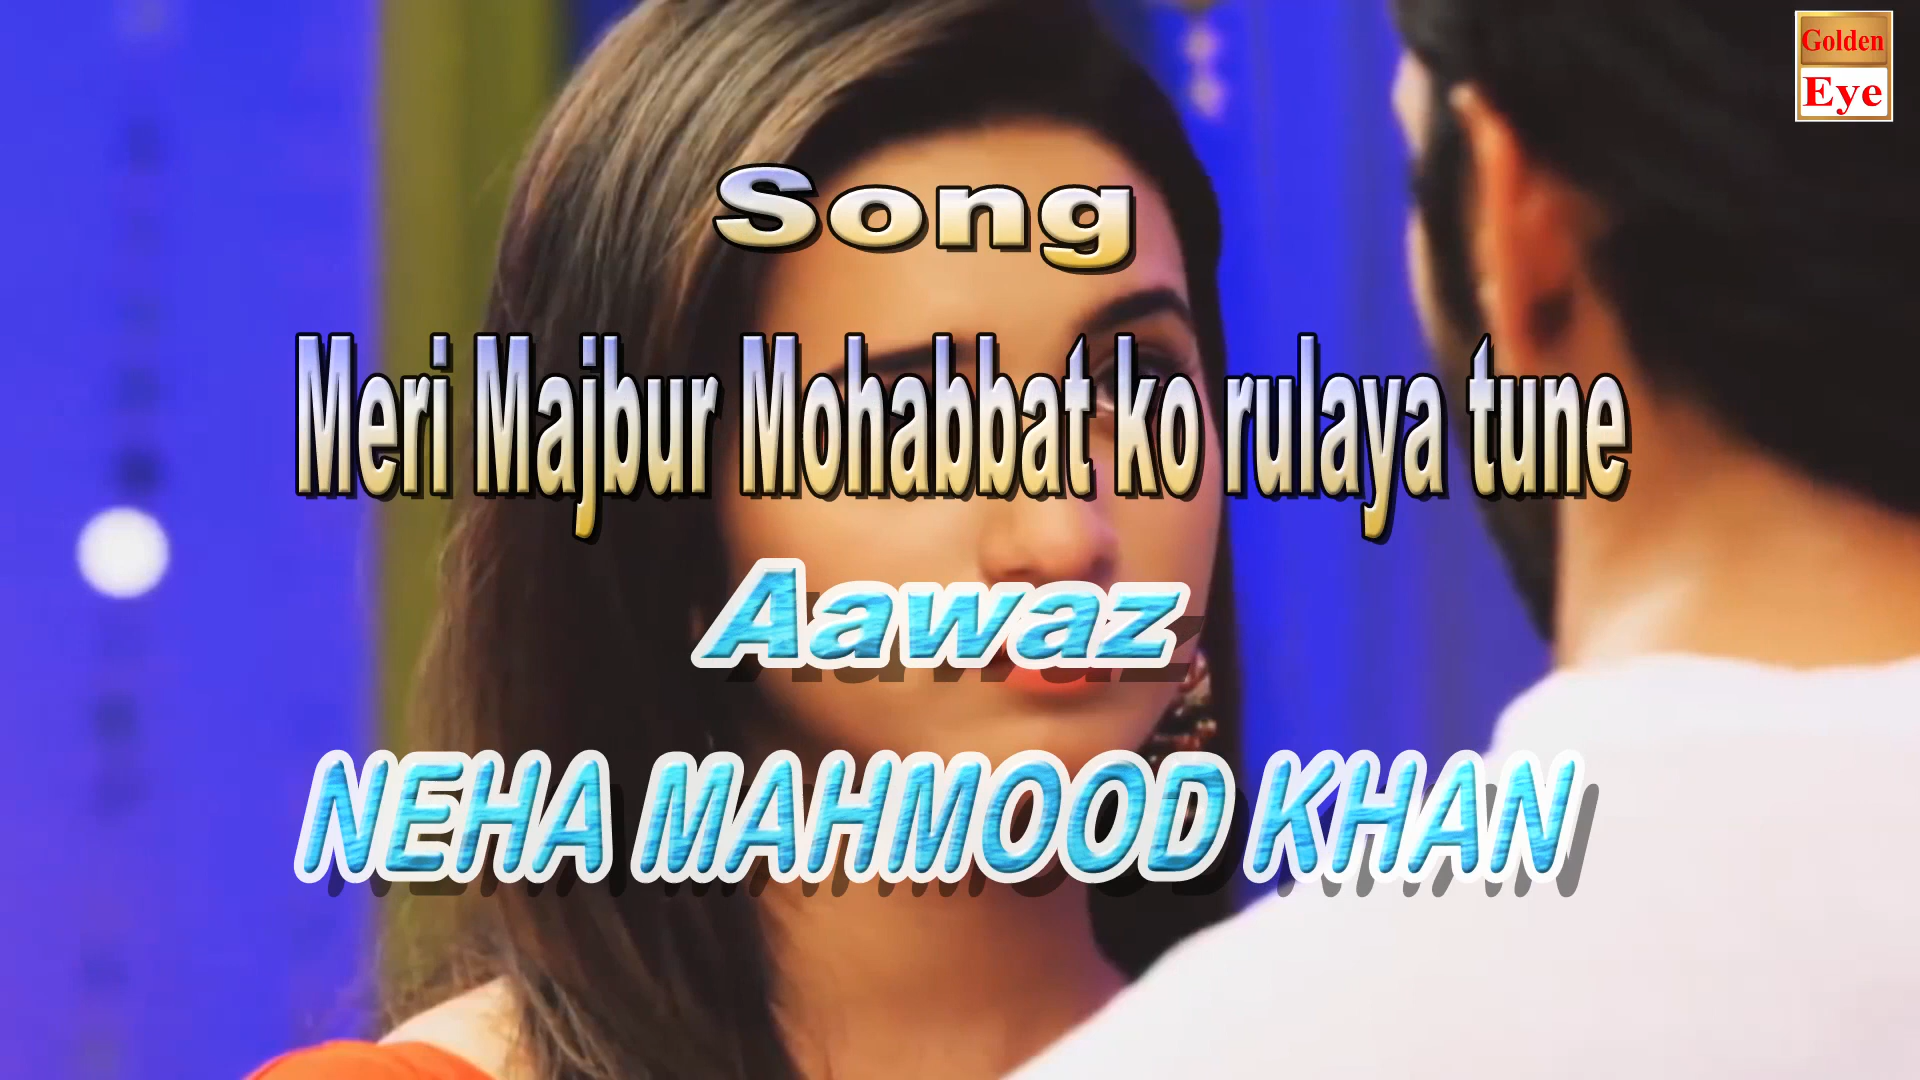 Golden
Eye
Song
Meri Majbur Mohabbat ko rulaya tune
Aawaz
NEHA MAHMOOD KHAN